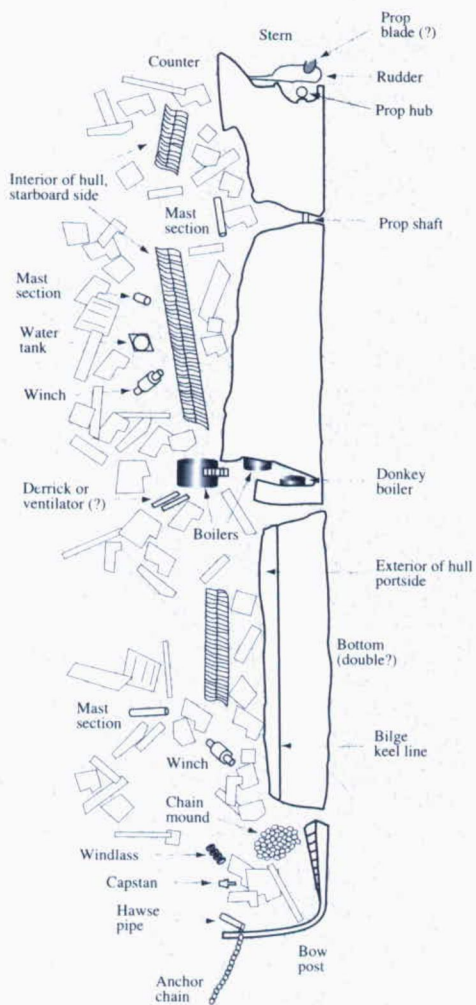 Prop
blade (?)
Stern
Counter
Rudder
Prop hub
Interior of hull,
starboard side
Mast
section
Prop shaft
Mast
section
Water
tank
Winch
Derrick or
ventilator (?)
Boilers
Donkey
boiler
Exterior of hull
portside
Bottom
(double?)
Mast
section
Winch
Bilge
keel line
Chain
mound
Windlass
Capstan
Hawse
pipe
Bow
post
Anchor
chain